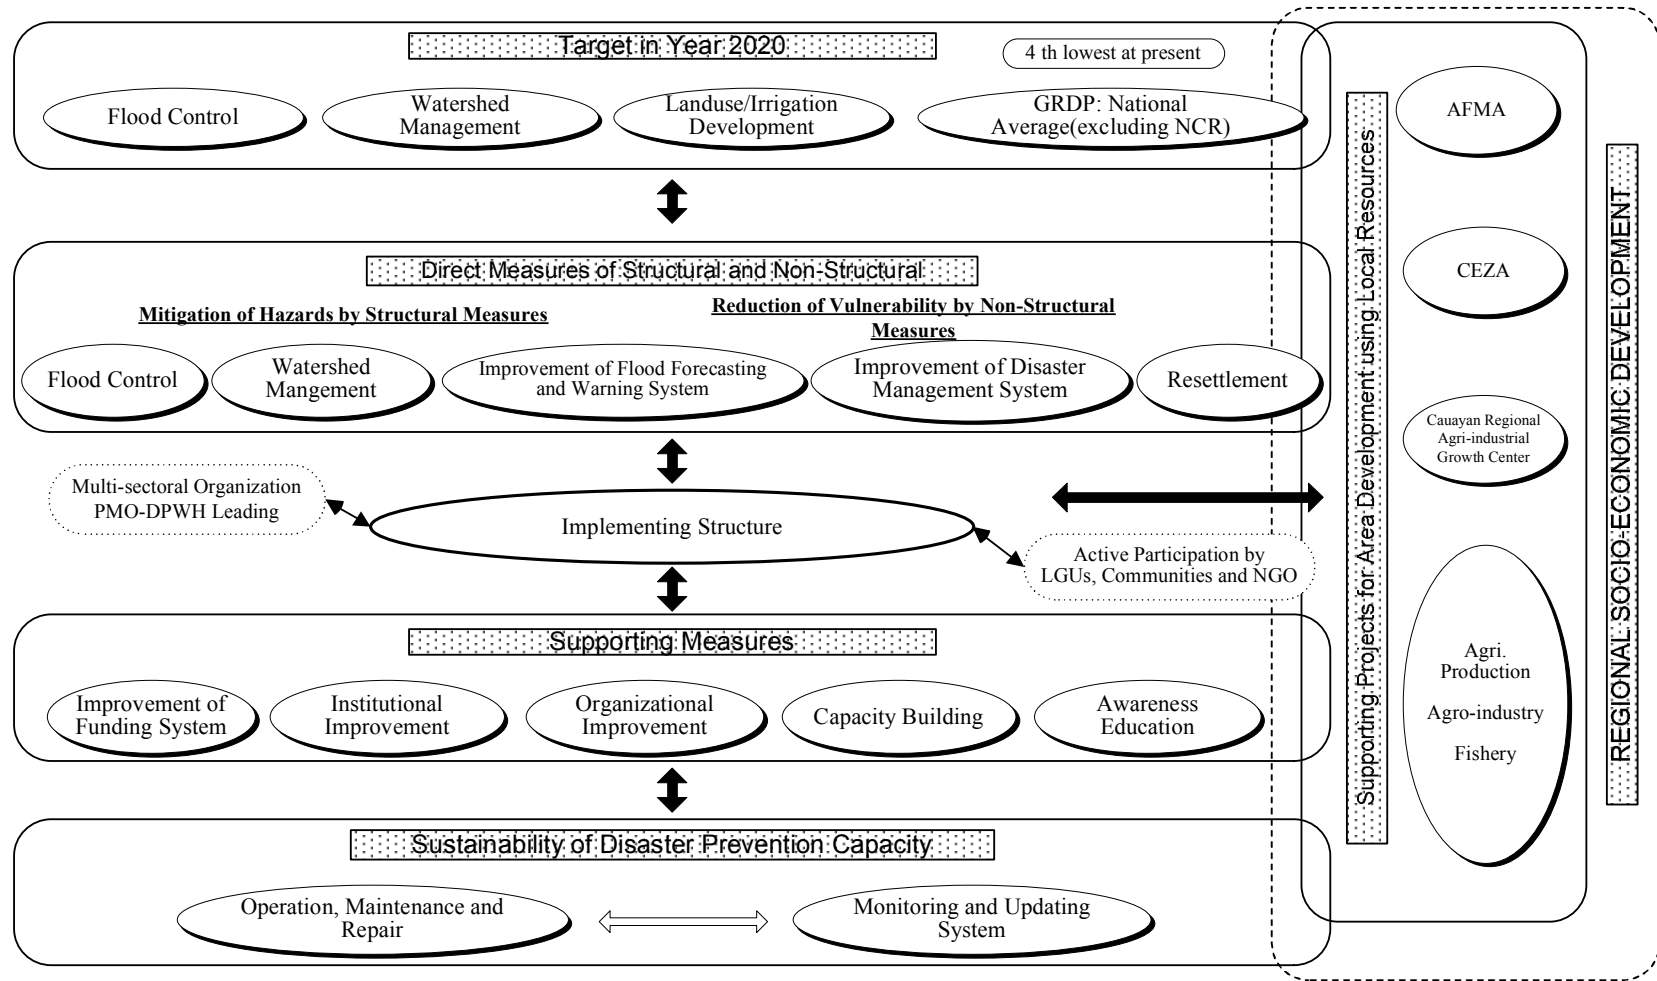 Target in Year 2020
4 th lowest at present
Flood Control
Watershed
Management
Landuse/Irrigation
Development
GRDP: National
Average(excluding NCR)
Direct Measures of Structural and Non-Structural
Mitigation of Hazards by Structural Measures
Reduction of Vulnerability by Non-Structural
Measures
Flood Control
Watershed
Mangement
Improvement of Flood Forecasting
and Warning System
Improvement of Disaster
Management System
Resettlement
Multi-sectoral Organization
PMO-DPWH Leading
Implementing Structure
Active Participation by
LGUs, Communities and NGO
Supporting Measures
Improvement of
Funding System
Institutional
Improvement
Organizational
Improvement
Capacity Building
Awareness
Education
Sustainability of Disaster Prevention Capacity
Operation, Maintenance and
Repair
Monitoring and Updating
System
Supporting Projects for Area Development using Local Resources
AFMA
CEZA
Cauayan Regional
Agri-industrial
Growth Center
Agri.
Production
Agro-industry
Fishery
REGIONAL SOCIO-ECONOMIC DEVELOPMENT